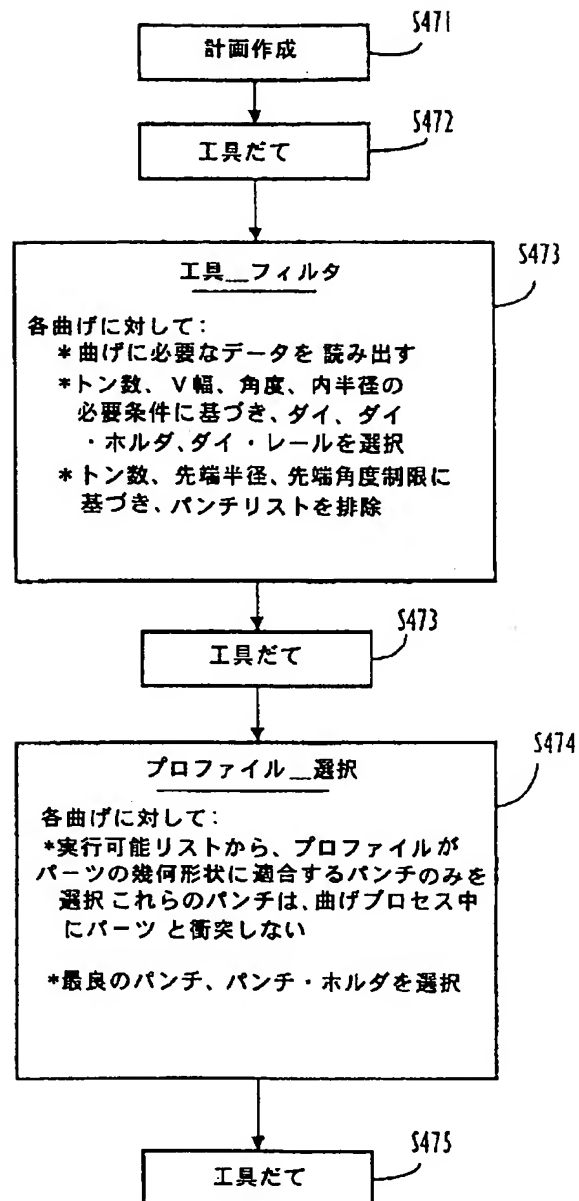 S471
計画作成
S472
工具だて
S473
工具__フィルタ
各曲げに対して:
*曲げに必要なデータを読み出す
*トン数、V幅、角度、内半径の
必要条件に基づき、ダイ、ダイ
・ホルダ、ダイ・レールを選択
*トン数、先端半径、先端角度制限に
基づき、パンチリストを排除
S473
工具だて
S474
プロファイル__選択
各曲げに対して:
*実行可能リストから、プロファイルが
パーツの幾何形状に適合するパンチのみを
選択 これらのパンチは、曲げプロセス中
にパーツと衝突しない
*最良のパンチ、パンチ・ホルダを選択
S475
工具だて